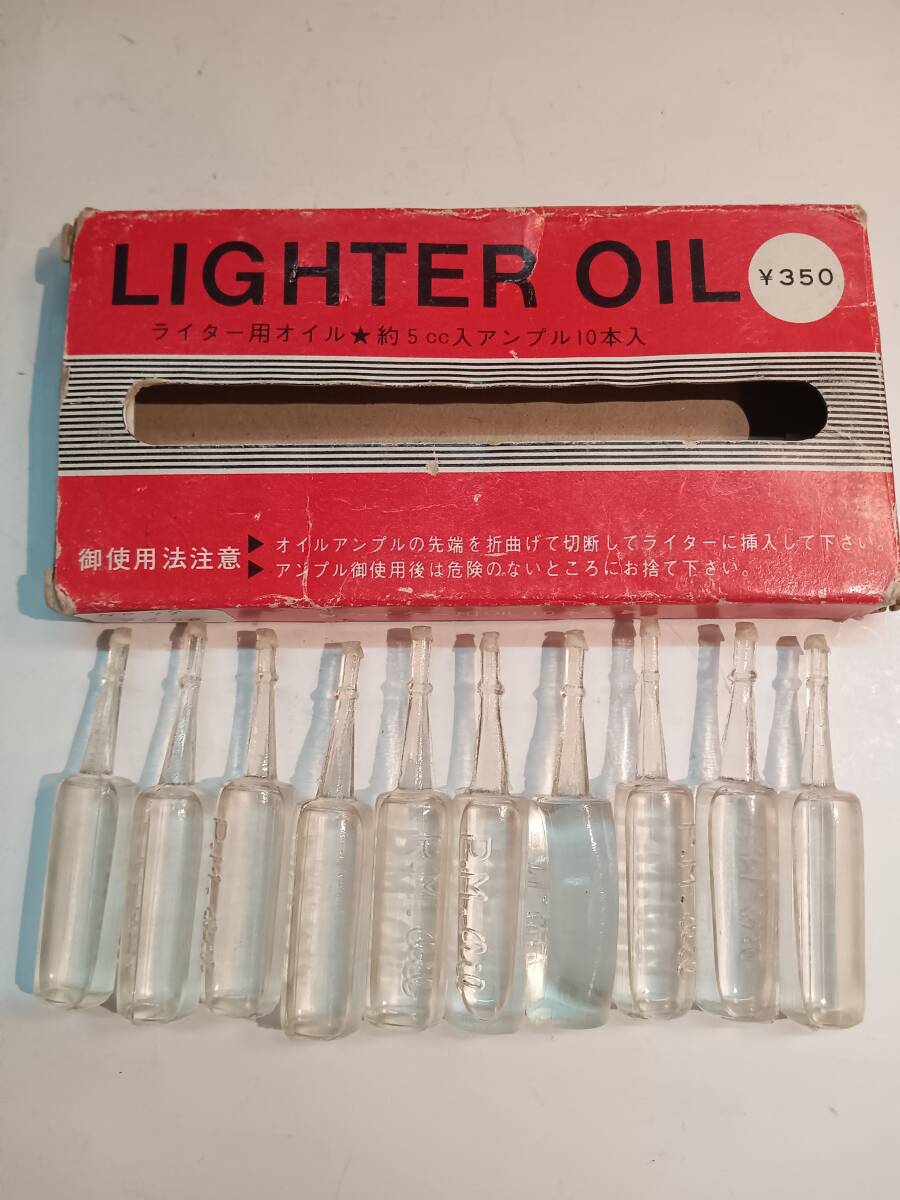 LIGHTER OIL
¥350
ライター用オイル★約5cc入アンプル10本入
御使用法注意
▶オイルアンプルの先端を折曲げて切断してライターに挿入して下さい。
▶アンプル御使用後は危険のないところにお捨て下さい。
P.M.
P.M.